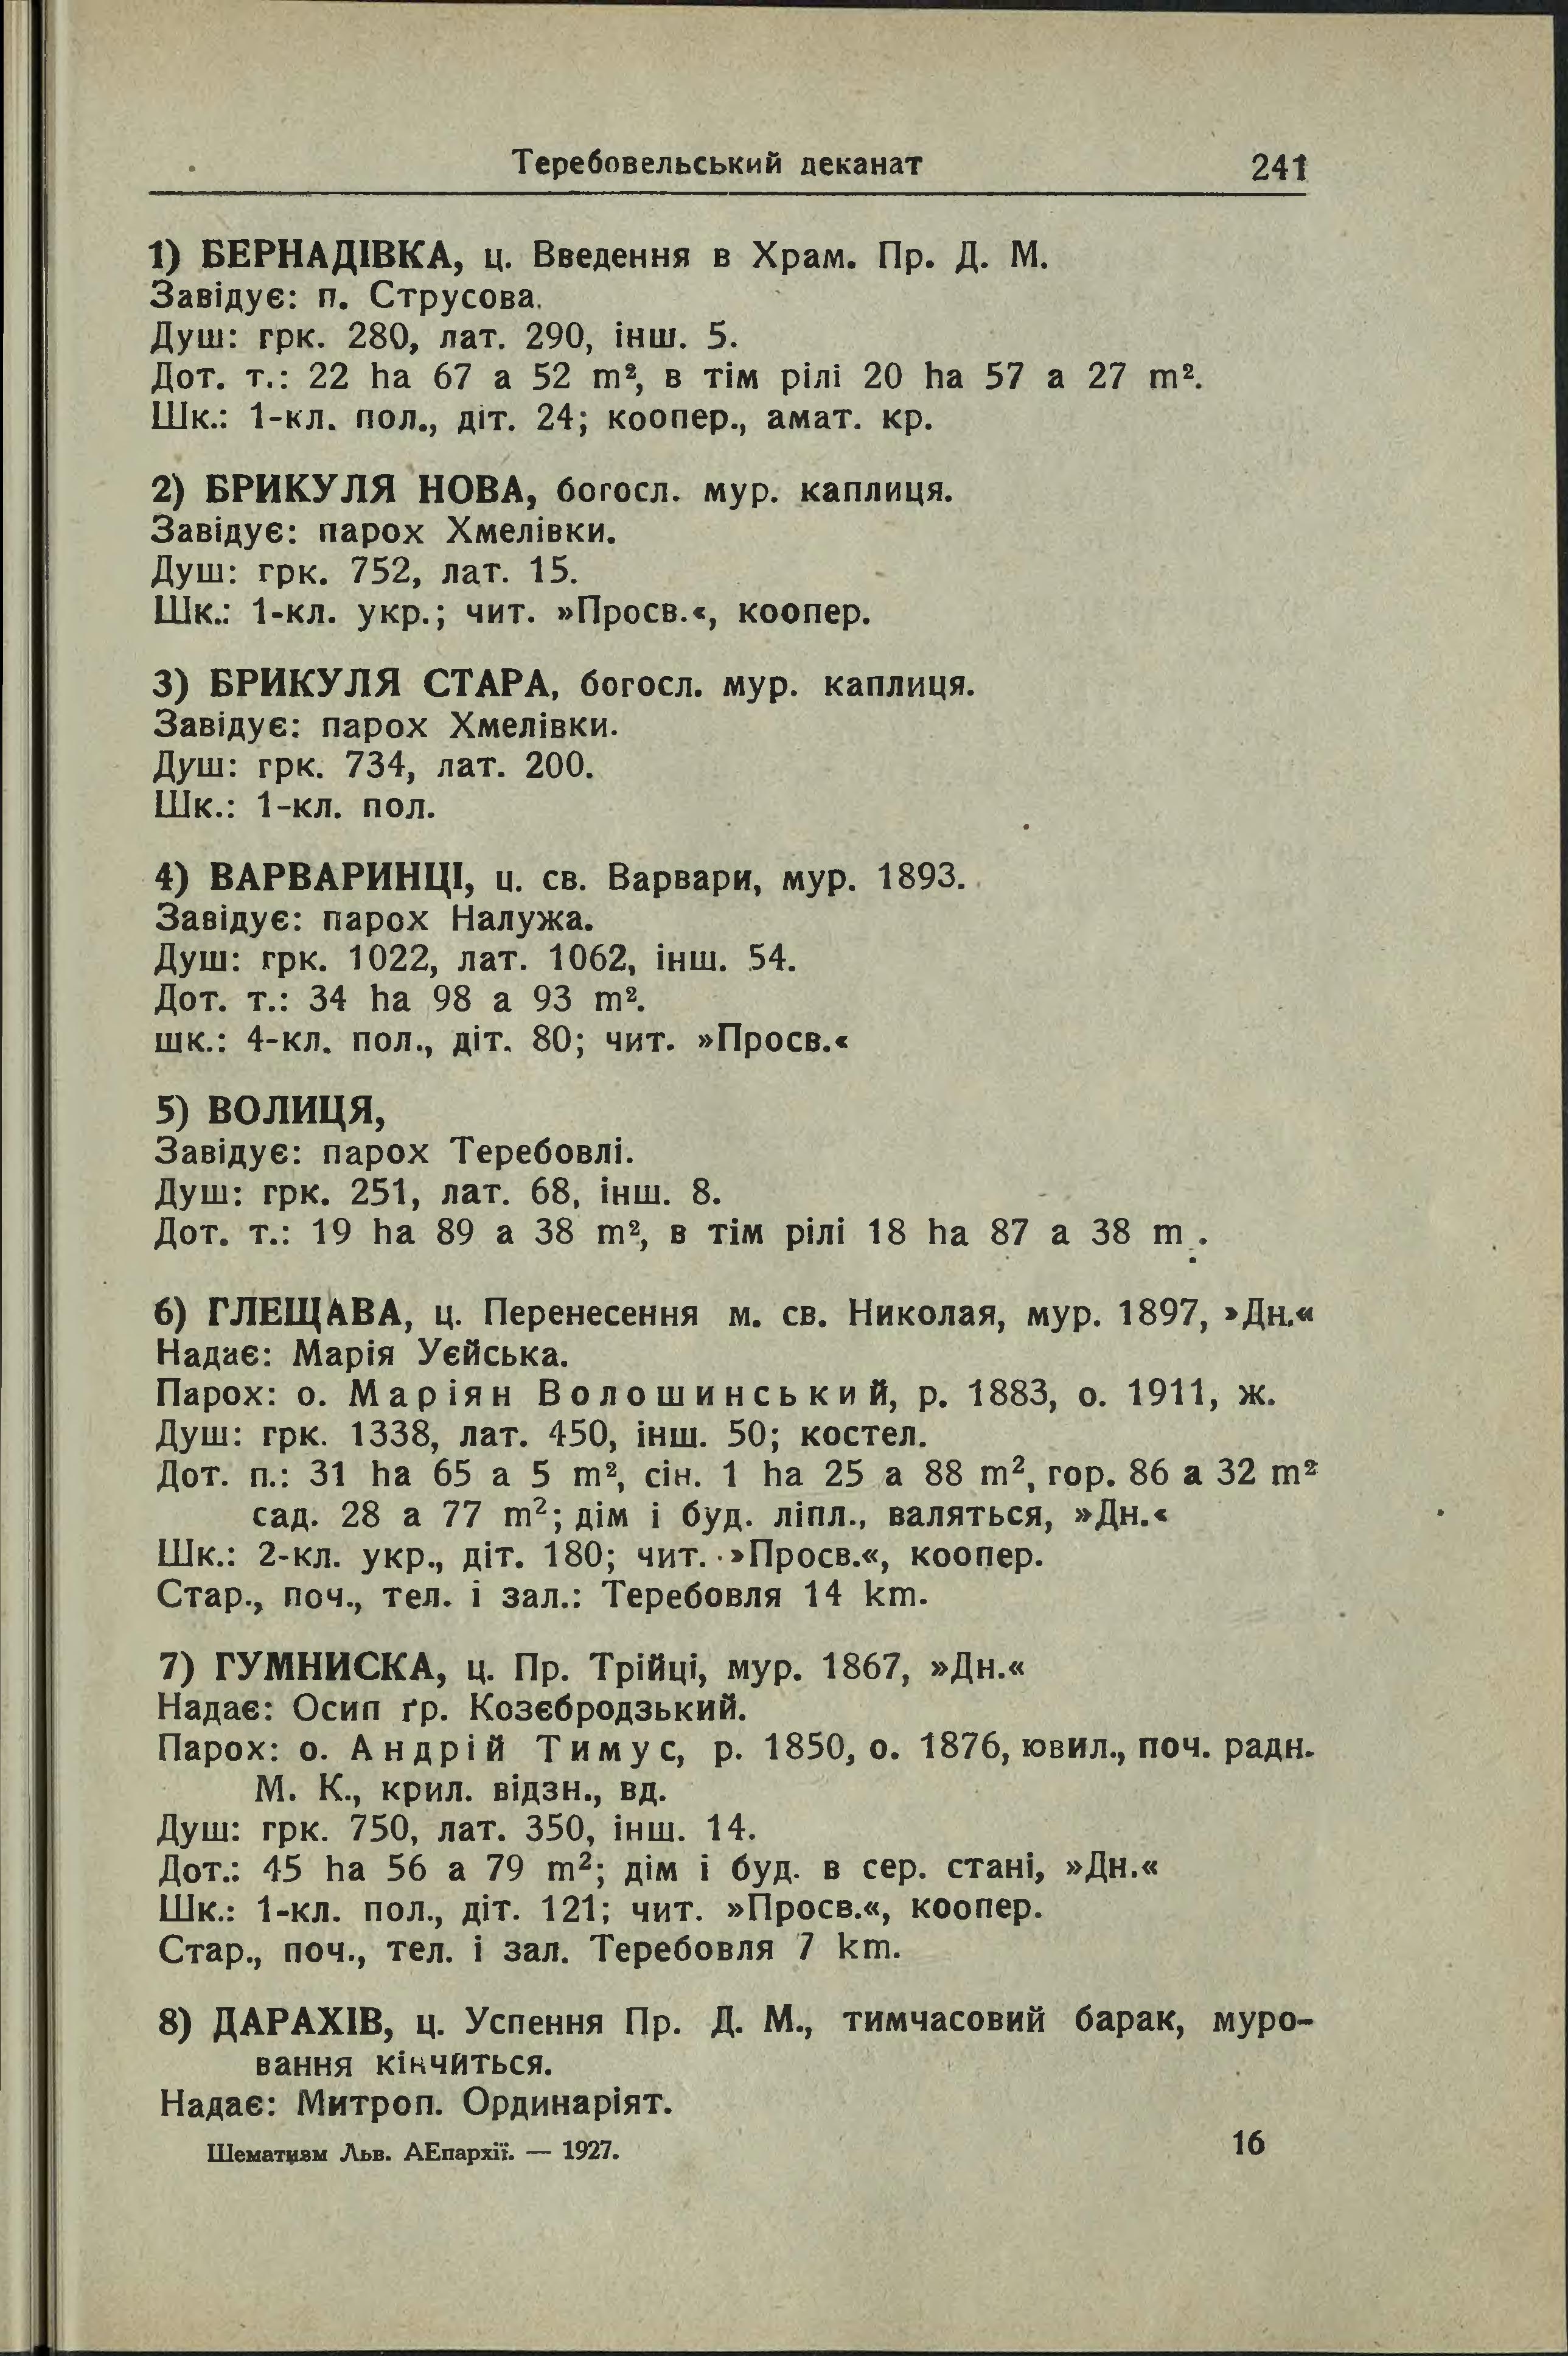 Теребовельський деканат 241
1) БЕРНАДІВКА, ц. Введення в Храм. Пр. Д. М.
Завідує: п. Струсова.
Душ: грк. 280, лат. 290, інш. 5.
Дот. т.: 22 ha 67 a 52 m², в тім рілі 20 ha 57 a 27 m².
Шк.: 1-кл. пол., діт. 24; коопер., амат. кр.
2) БРИКУЛЯ НОВА, богосл. мур. каплиця.
Завідує: парох Хмелівки.
Душ: грк. 752, лат. 15.
Шк.: 1-кл. укр.; чит. »Просв.«, коопер.
3) БРИКУЛЯ СТАРА, богосл. мур. каплиця.
Завідує: парох Хмелівки.
Душ: грк. 734, лат. 200.
Шк.: 1-кл. пол.
4) ВАРВАРИНЦІ, ц. св. Варвари, мур. 1893.
Завідує: парох Налужа.
Душ: грк. 1022, лат. 1062, інш. 54.
Дот. т.: 34 ha 98 a 93 m².
шк.: 4-кл. пол., діт. 80; чит. »Просв.«
5) ВОЛИЦЯ,
Завідує: парох Теребовлі.
Душ: грк. 251, лат. 68, інш. 8.
Дот. т.: 19 ha 89 a 38 m², в тім рілі 18 ha 87 a 38 m .
6) ГЛЕЩАВА, ц. Перенесення м. св. Николая, мур. 1897, »Дн.«
Надає: Марія Уєйська.
Парох: о. Маріян Волошинський, р. 1883, о. 1911, ж.
Душ: грк. 1338, лат. 450, інш. 50; костел.
Дот. п.: 31 ha 65 a 5 m², сін. 1 ha 25 a 88 m², гор. 86 a 32 m²
сад. 28 a 77 m²; дім і буд. ліпл., валяться, »Дн.«
Шк.: 2-кл. укр., діт. 180; чит. »Просв.«, коопер.
Стар., поч., тел. і зал.: Теребовля 14 km.
7) ГУМНИСКА, ц. Пр. Трійці, мур. 1867, »Дн.«
Надає: Осип ґр. Козєбродзький.
Парох: о. Андрій Тимус, р. 1850, о. 1876, ювил., поч. радн.
М. К., крил. відзн., вд.
Душ: грк. 750, лат. 350, інш. 14.
Дот.: 45 ha 56 a 79 m²; дім і буд. в сер. стані, »Дн.«
Шк.: 1-кл. пол., діт. 121; чит. »Просв.«, коопер.
Стар., поч., тел. і зал. Теребовля 7 km.
8) ДАРАХІВ, ц. Успення Пр. Д. М., тимчасовий барак, муро-
вання кінчиться.
Надає: Митроп. Ординаріят.
Шематизм Льв. АЕпархії. — 1927. 16